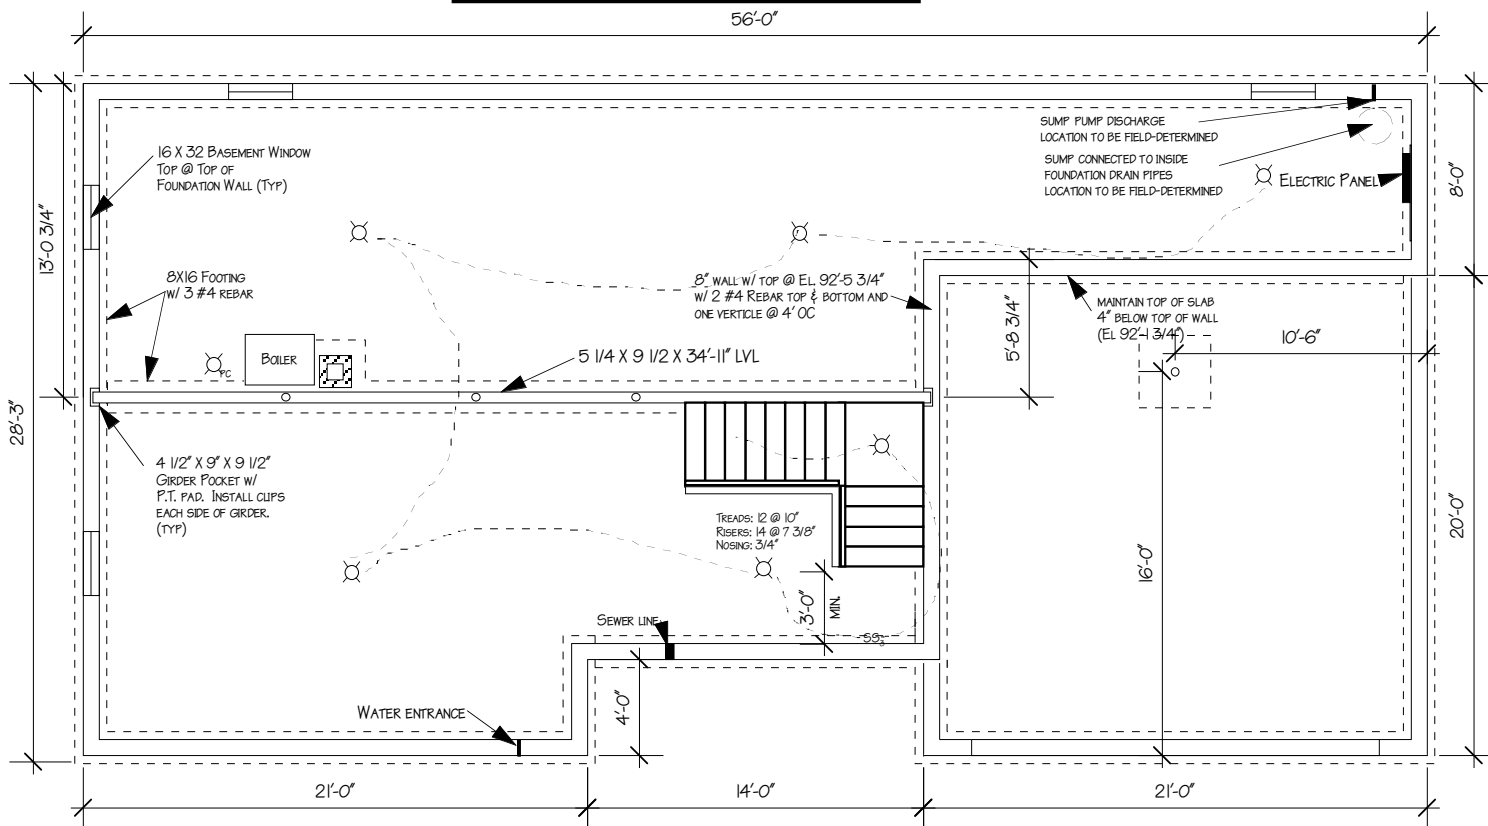 56'-0"
SUMP PUMP DISCHARGE
LOCATION TO BE FIELD-DETERMINED
SUMP CONNECTED TO INSIDE
FOUNDATION DRAIN PIPES
LOCATION TO BE FIELD-DETERMINED
ELECTRIC PANEL
8'-0"
16 X 32 BASEMENT WINDOW
TOP @ TOP OF
FOUNDATION WALL (TYP)
13'-0 3/4"
28'-3"
8X16 FOOTING
W/ 3 #4 REBAR
8" WALL W/ TOP @ EL. 92'-5 3/4"
W/ 2 #4 REBAR TOP & BOTTOM AND
ONE VERTICLE @ 4' OC
5'-8 3/4"
MAINTAIN TOP OF SLAB
4" BELOW TOP OF WALL
(EL 92'-1 3/4")
10'-6"
BOILER
PC
5 1/4 X 9 1/2 X 34'-11" LVL
4 1/2" X 9" X 9 1/2"
GIRDER POCKET W/
P.T. PAD. INSTALL CLIPS
EACH SIDE OF GIRDER.
(TYP)
TREADS: 12 @ 10"
RISERS: 14 @ 7 3/8"
NOSING: 3/4"
16'-0"
20'-0"
3'-0"
MIN.
SEWER LINE
SS3
4'-0"
WATER ENTRANCE
21'-0"
14'-0"
21'-0"